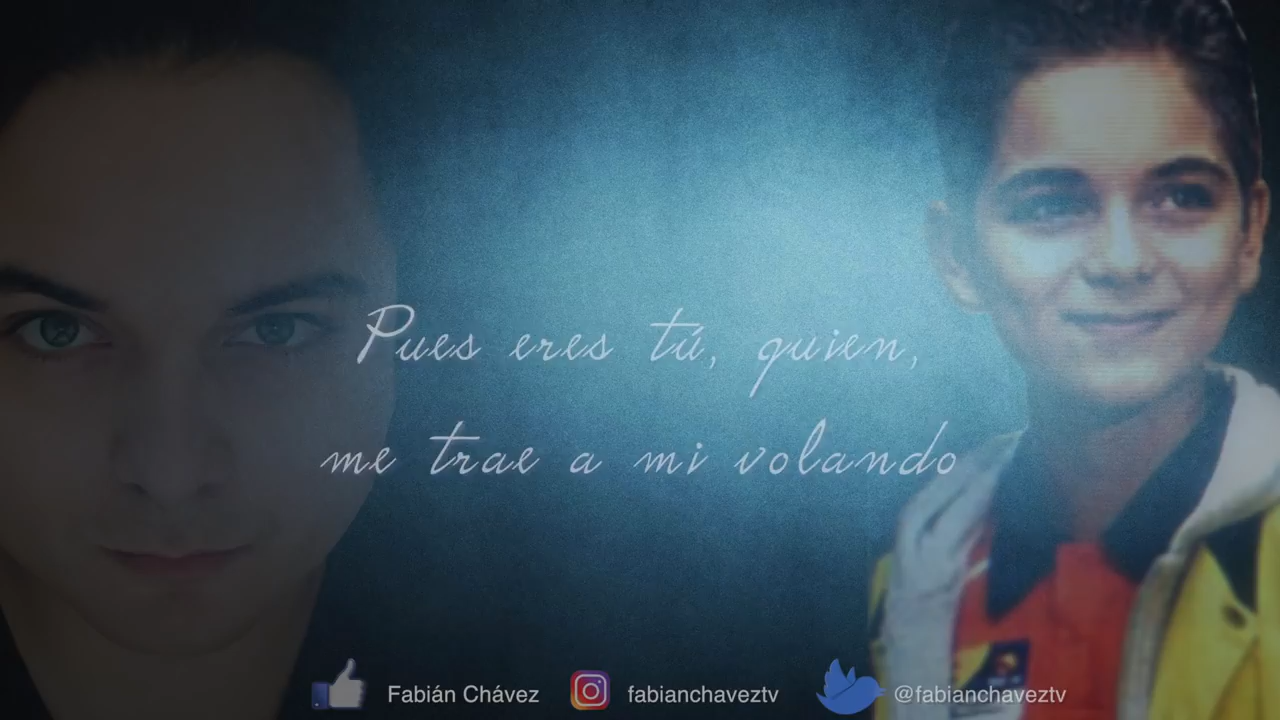 Pues eres tú, quien,
me trae a mi volando
Fabián Chávez fabianchaveztv @fabianchaveztv